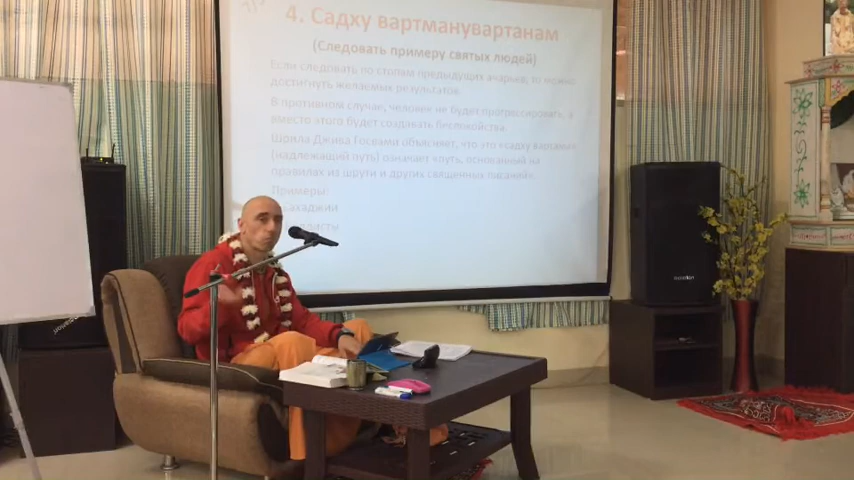 4. Садху вартманувартанам
(Следовать примеру святых людей)
Если следовать по стопам предыдущих ачарьев, то можно
достигнуть желаемых результатов.
В противном случае, человек не будет прогрессировать, а
вместо этого будет создавать беспокойства.
Шрила Джива Госвами объясняет, что это «садху вартма»
(надлежащий путь) означает «путь, основанный на
правилах из шрути и других священных писаний».
Примеры: